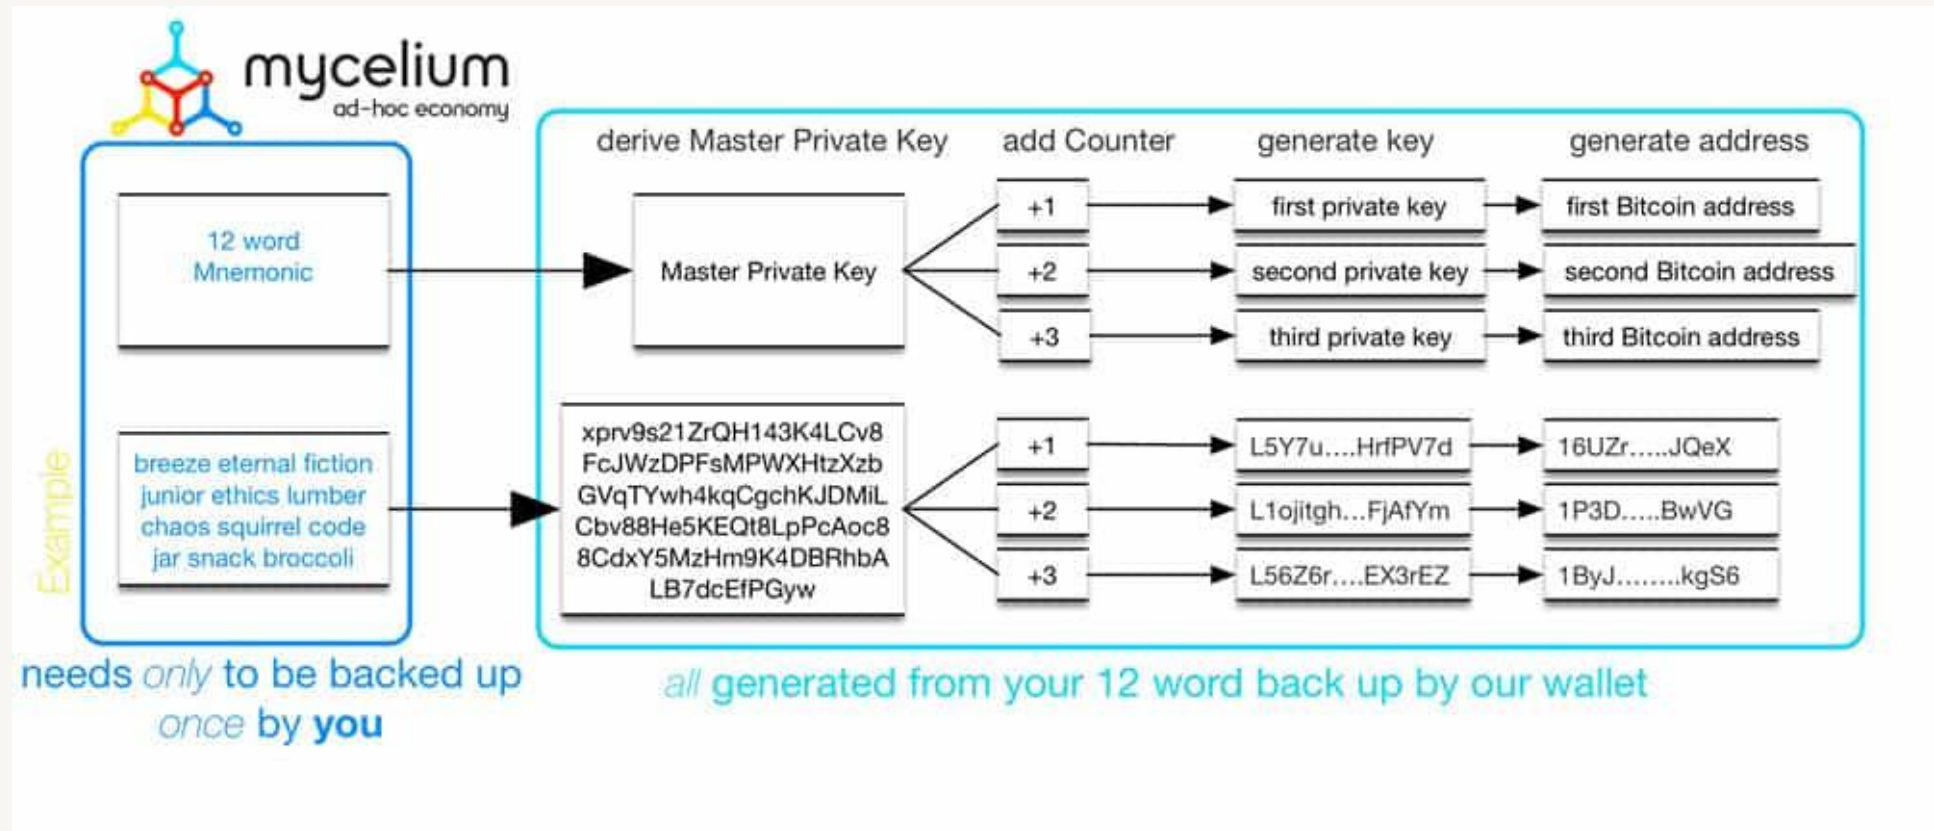 mycelium
ad-hoc economy
derive Master Private Key
add Counter
generate key
generate address
12 word
Mnemonic
Master Private Key
+1
first private key
first Bitcoin address
+2
second private key
second Bitcoin address
+3
third private key
third Bitcoin address
Example
breeze eternal fiction
junior ethics lumber
chaos squirrel code
jar snack broccoli
xprv9s21ZrQH143K4LCv8
FcJWzDPFsMPWXHtzXzb
GVqTYwh4kqCgchKJDMiL
Cbv88He5KEQt8LpPcAoc8
8CdxY5MzHm9K4DBRhbA
LB7dcEfPGyw
+1
L5Y7u....HrfPV7d
16UZr.....JQeX
+2
L1ojitgh...FjAfYm
1P3D.....BwVG
+3
L56Z6r....EX3rEZ
1ByJ........kgS6
needs only to be backed up
once by you
all generated from your 12 word back up by our wallet